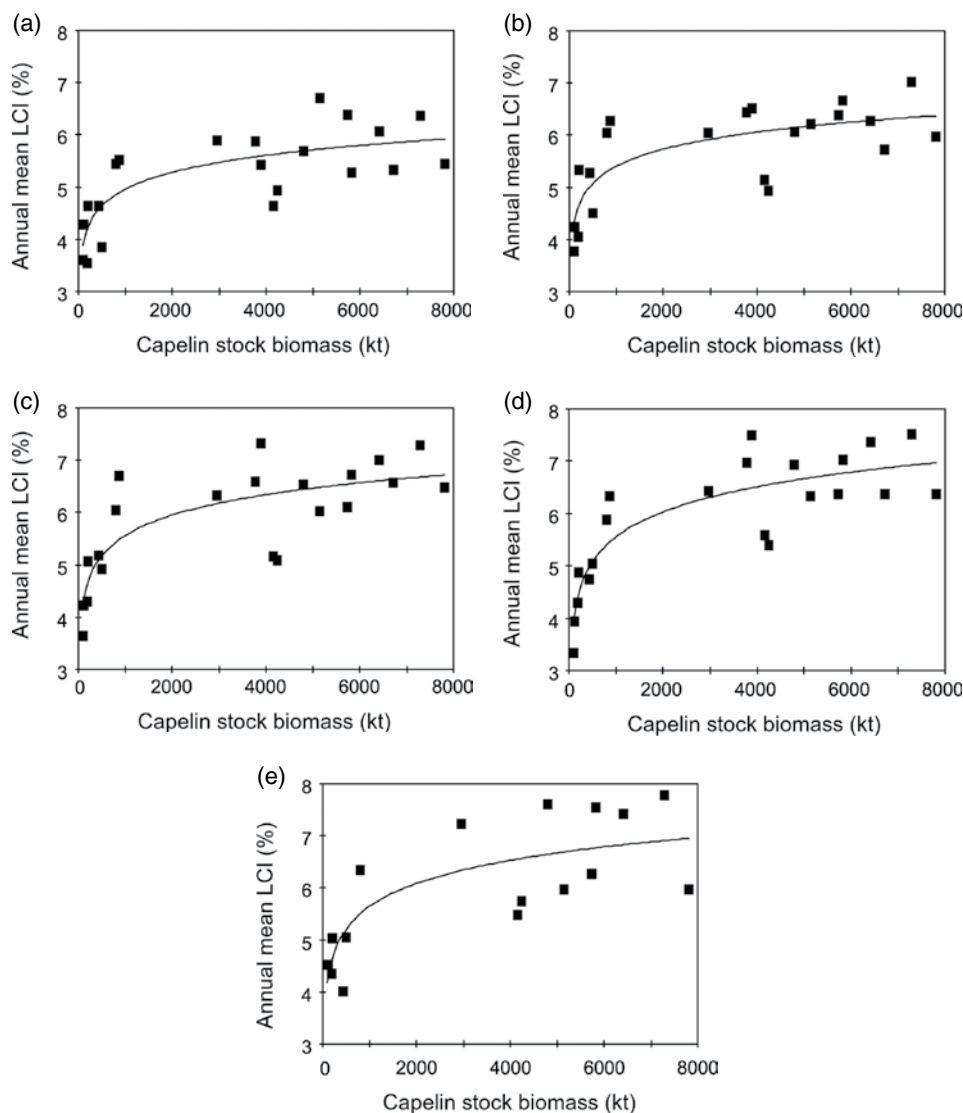 (a)
8
7
6
5
4
3
Annual mean LCI (%)
0 2000 4000 6000 8000
Capelin stock biomass (kt)
(b)
8
7
6
5
4
3
Annual mean LCI (%)
0 2000 4000 6000 8000
Capelin stock biomass (kt)
(c)
8
7
6
5
4
3
Annual mean LCI (%)
0 2000 4000 6000 8000
Capelin stock biomass (kt)
(d)
8
7
6
5
4
3
Annual mean LCI (%)
0 2000 4000 6000 8000
Capelin stock biomass (kt)
(e)
8
7
6
5
4
3
Annual mean LCI (%)
0 2000 4000 6000 8000
Capelin stock biomass (kt)